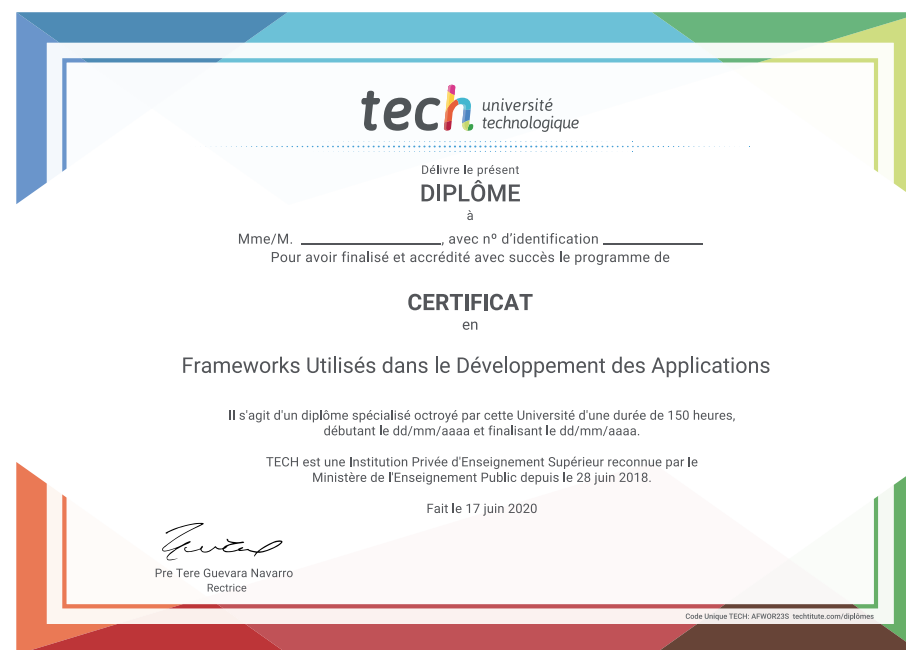 tech université
technologique
Délivre le présent
DIPLÔME
à
Mme/M. ____________________, avec nº d'identification ______________
Pour avoir finalisé et accrédité avec succès le programme de
CERTIFICAT
en
Frameworks Utilisés dans le Développement des Applications
Il s'agit d'un diplôme spécialisé octroyé par cette Université d'une durée de 150 heures,
débutant le dd/mm/aaaa et finalisant le dd/mm/aaaa.
TECH est une Institution Privée d'Enseignement Supérieur reconnue par le
Ministère de l'Enseignement Public depuis le 28 juin 2018.
Fait le 17 juin 2020
Pre Tere Guevara Navarro
Rectrice
Code Unique TECH: AFWOR23S techtitute.com/diplômes